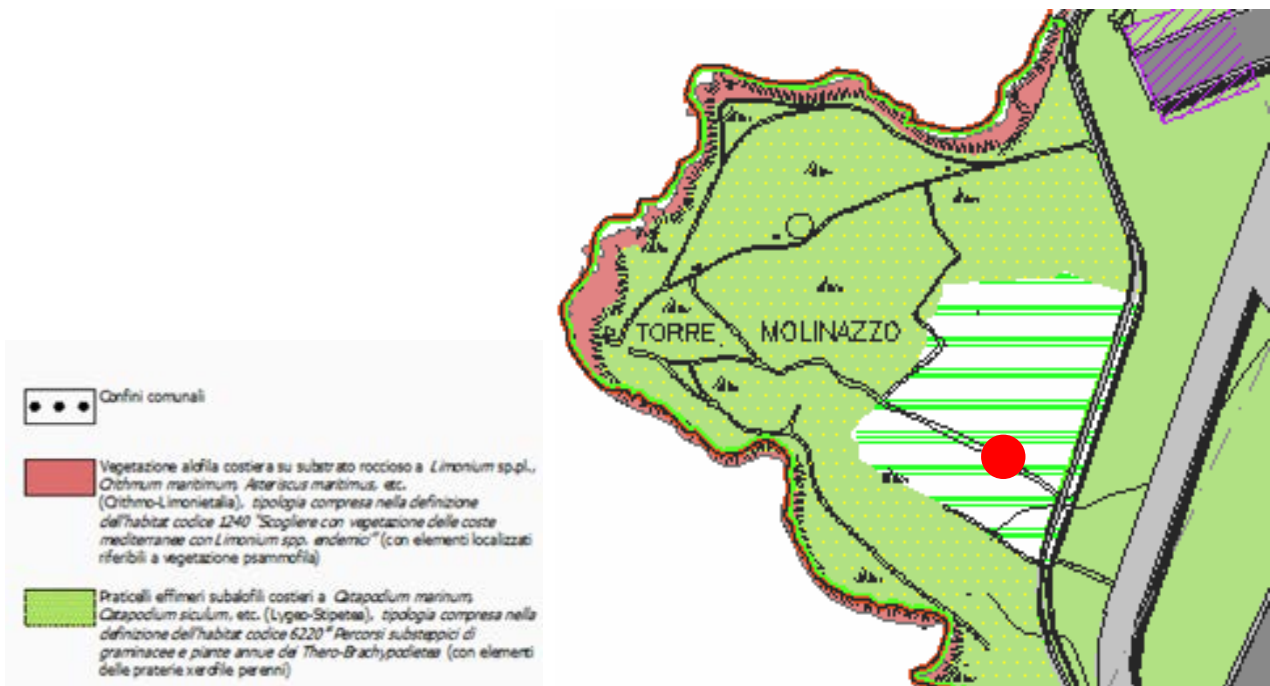 Confini comunali
Vegetazione alofila costiera su substrato roccioso a Limonium sp.pl.,
Crithmum maritimum, Asteriscus maritimus, etc.
(Crithmo-Limonietalia), tipologia compresa nella definizione
dell'habitat codice 1240 "Scogliere con vegetazione delle coste
mediterranee con Limonium spp. endemici" (con elementi localizzati
riferibili a vegetazione psammofila)
Praticelli effimeri subalofili costieri a Catapodium marinum,
Catapodium siculum, etc. (Lygeo-Stipetea), tipologia compresa nella
definizione dell'habitat codice 6220* Percorsi substeppici di
graminacee e piante annue dei Thero-Brachypodietea (con elementi
delle praterie xerofile perenni)
TORRE MOLINAZZO